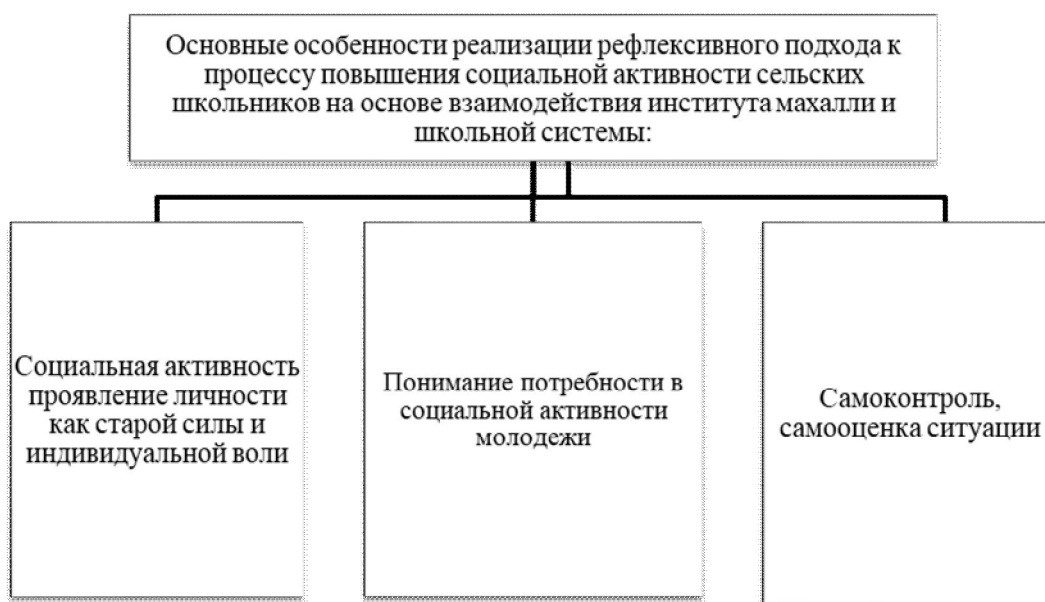 Основные особенности реализации рефлексивного подхода к
процессу повышения социальной активности сельских
школьников на основе взаимодействия института махалли и
школьной системы:
Социальная активность
проявление личности
как старой силы и
индивидуальной воли
Понимание потребности в
социальной активности
молодежи
Самоконтроль,
самооценка ситуации